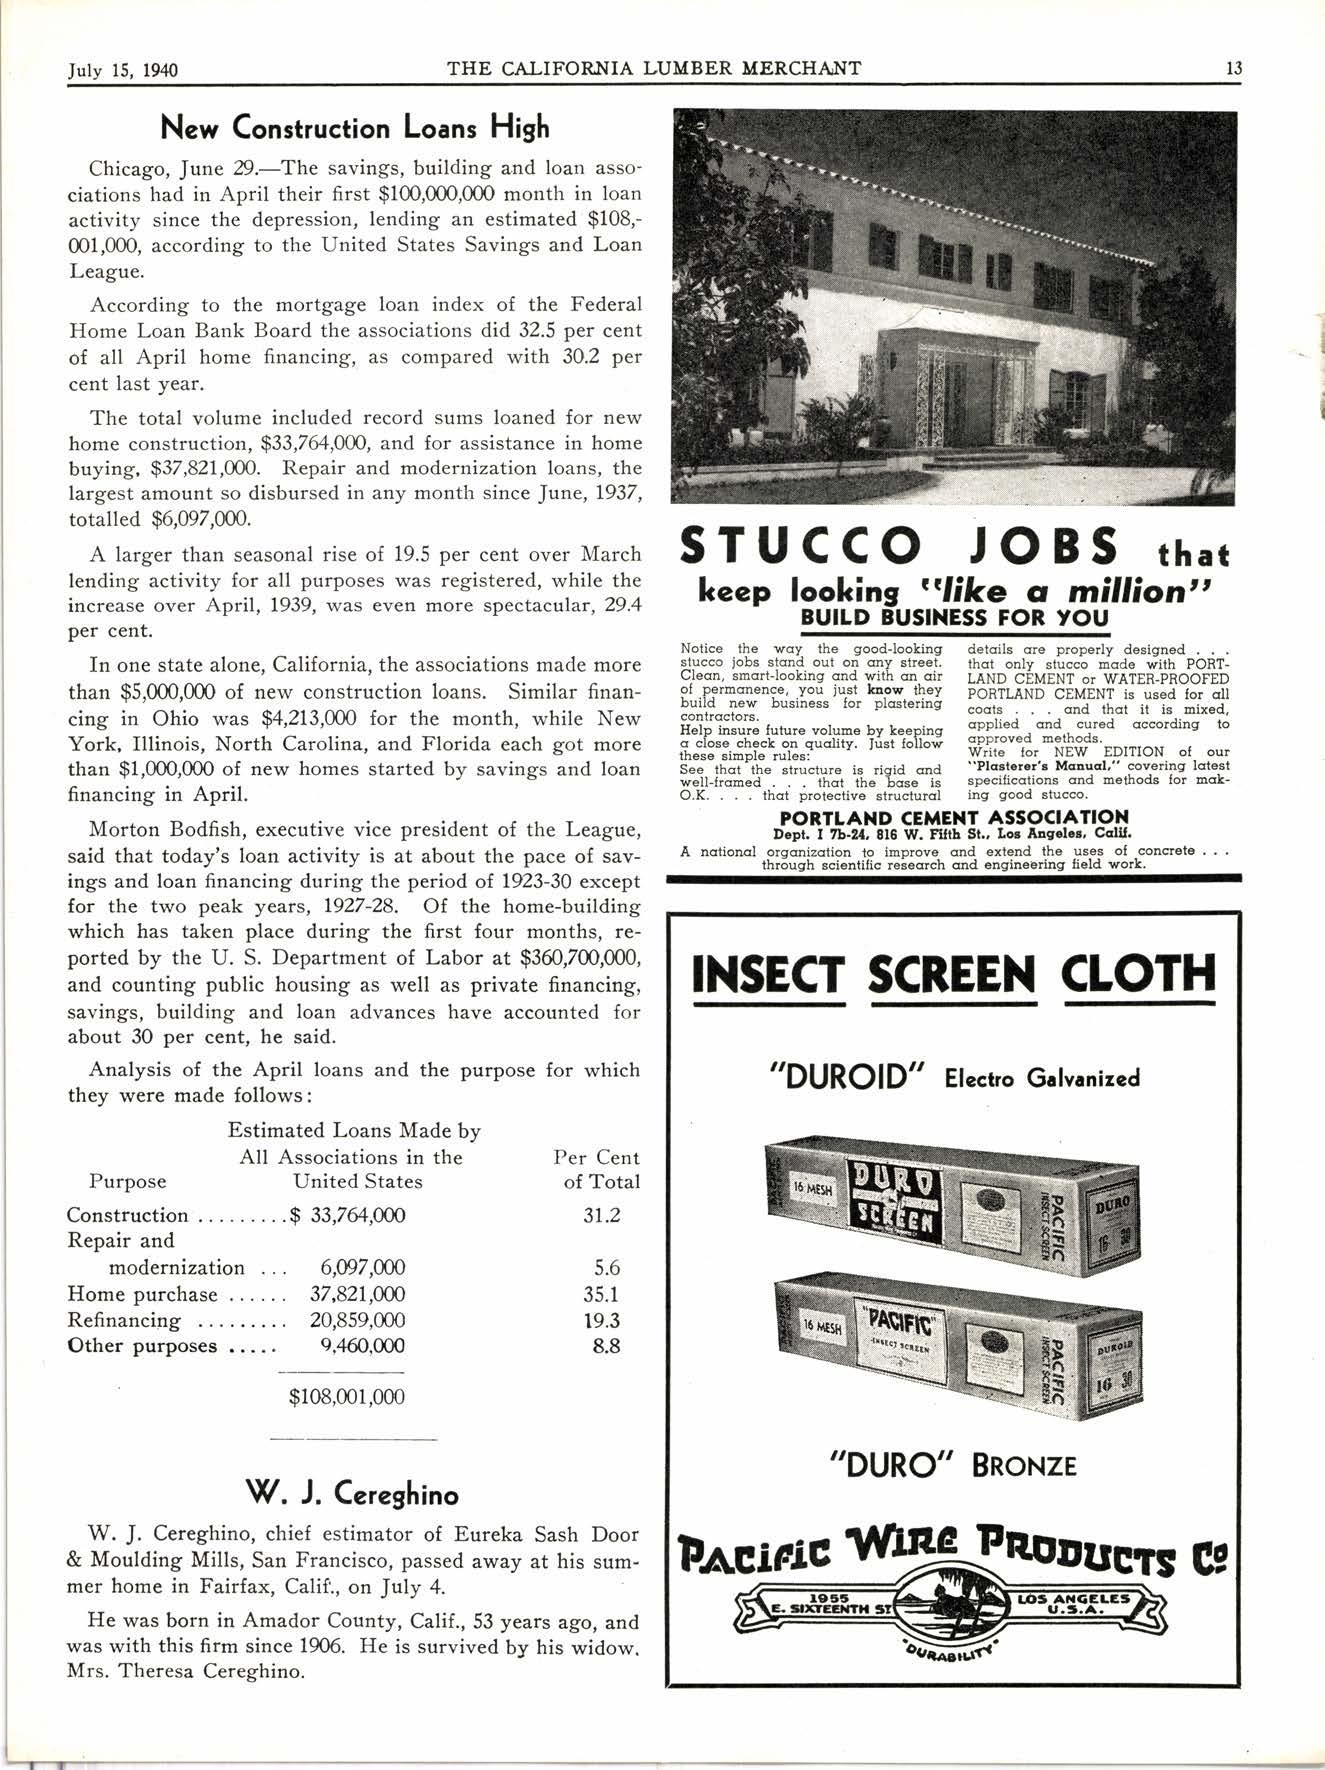 July 15, 1940 THE CALIFORNIA LUMBER MERCHANT 13
New Construction Loans High
Chicago, June 29.—The savings, building and loan asso-
ciations had in April their first $100,000,000 month in loan
activity since the depression, lending an estimated $108,-
001,000, according to the United States Savings and Loan
League.
According to the mortgage loan index of the Federal
Home Loan Bank Board the associations did 32.5 per cent
of all April home financing, as compared with 30.2 per
cent last year.
The total volume included record sums loaned for new
home construction, $33,764,000, and for assistance in home
buying, $37,821,000. Repair and modernization loans, the
largest amount so disbursed in any month since June, 1937,
totalled $6,097,000.
A larger than seasonal rise of 19.5 per cent over March
lending activity for all purposes was registered, while the
increase over April, 1939, was even more spectacular, 29.4
per cent.
In one state alone, California, the associations made more
than $5,000,000 of new construction loans. Similar finan-
cing in Ohio was $4,213,000 for the month, while New
York, Illinois, North Carolina, and Florida each got more
than $1,000,000 of new homes started by savings and loan
financing in April.
Morton Bodfish, executive vice president of the League,
said that today's loan activity is at about the pace of sav-
ings and loan financing during the period of 1923-30 except
for the two peak years, 1927-28. Of the home-building
which has taken place during the first four months, re-
ported by the U. S. Department of Labor at $360,700,000,
and counting public housing as well as private financing,
savings, building and loan advances have accounted for
about 30 per cent, he said.
Analysis of the April loans and the purpose for which
they were made follows:
Estimated Loans Made by
All Associations in the Per Cent
Purpose United States of Total
Construction .........$ 33,764,000 31.2
Repair and
modernization ... 6,097,000 5.6
Home purchase ...... 37,821,000 35.1
Refinancing ......... 20,859,000 19.3
Other purposes ..... 9,460,000 8.8
$108,001,000
W. J. Cereghino
W. J. Cereghino, chief estimator of Eureka Sash Door
& Moulding Mills, San Francisco, passed away at his sum-
mer home in Fairfax, Calif., on July 4.
He was born in Amador County, Calif., 53 years ago, and
was with this firm since 1906. He is survived by his widow,
Mrs. Theresa Cereghino.
STUCCO JOBS that
keep looking "like a million"
BUILD BUSINESS FOR YOU
Notice the way the good-looking
stucco jobs stand out on any street.
Clean, smart-looking and with an air
of permanence, you just know they
build new business for plastering
contractors.
Help insure future volume by keeping
a close check on quality. Just follow
these simple rules:
See that the structure is rigid and
well-framed . . . that the base is
O.K. . . . that protective structural
details are properly designed . . .
that only stucco made with PORT-
LAND CEMENT or WATER-PROOFED
PORTLAND CEMENT is used for all
coats . . . and that it is mixed,
applied and cured according to
approved methods.
Write for NEW EDITION of our
"Plasterer's Manual," covering latest
specifications and methods for mak-
ing good stucco.
PORTLAND CEMENT ASSOCIATION
Dept. I 7b-24, 816 W. Fifth St., Los Angeles, Calif.
A national organization to improve and extend the uses of concrete . . .
through scientific research and engineering field work.
INSECT SCREEN CLOTH
"DUROID" Electro Galvanized
PACIFIC
16 MESH
DURO
SCREEN
PACIFIC
INSECT SCREEN
DURO
16 30
PACIFIC
16 MESH
"PACIFIC"
INSECT SCREEN
PACIFIC
INSECT SCREEN
DUROID
16 30
"DURO" BRONZE
PACIFIC WIRE PRODUCTS Co
1955
E. SIXTEENTH ST
LOS ANGELES
U.S.A.
"DURABILITY"